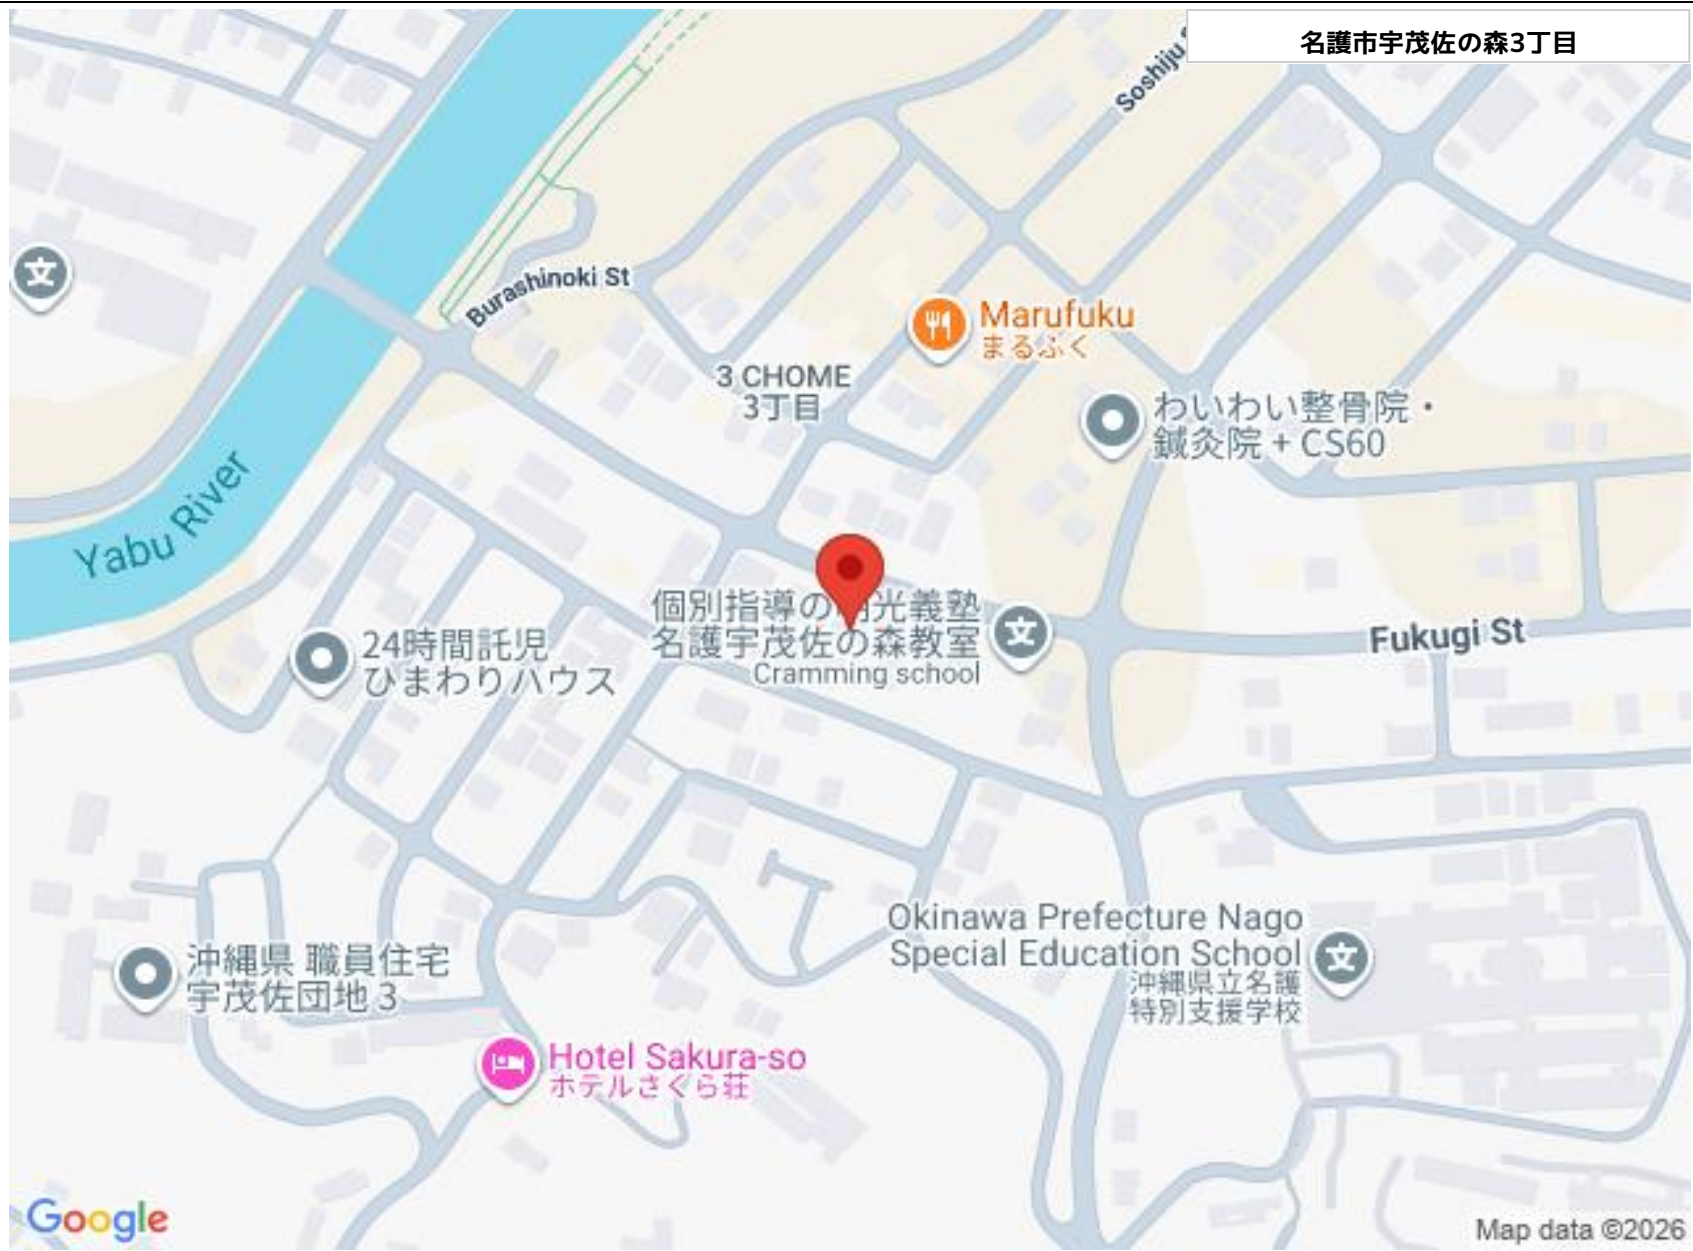 名護市宇茂佐の森3丁目
Soshiju
Burashinoki St
Marufuku
まるふく
3 CHOME
3丁目
わいわい整骨院・
鍼灸院 + CS60
Yabu River
個別指導の 光義塾
名護宇茂佐の森教室
Cramming school
Fukugi St
24時間託児
ひまわりハウス
Okinawa Prefecture Nago
Special Education School
沖縄県立名護
特別支援学校
沖縄県 職員住宅
宇茂佐団地 3
Hotel Sakura-so
ホテルさくら荘
文
文
文
Google
Map data ©2026